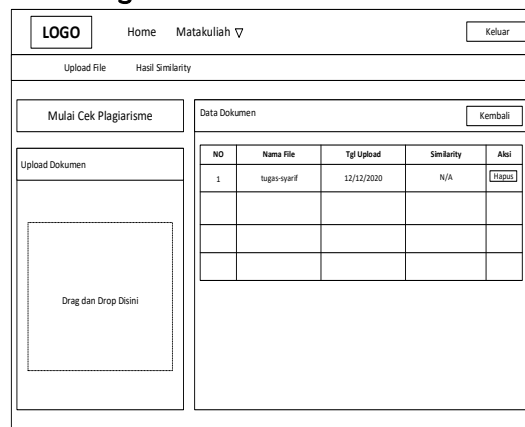 LOGO Home Matakuliah ▽ Keluar
Upload File Hasil Similarity
Mulai Cek Plagiarisme
Upload Dokumen
Drag dan Drop Disini
Data Dokumen Kembali
NO Nama File Tgl Upload Similarity Aksi
1 tugas-syarif 12/12/2020 N/A Hapus